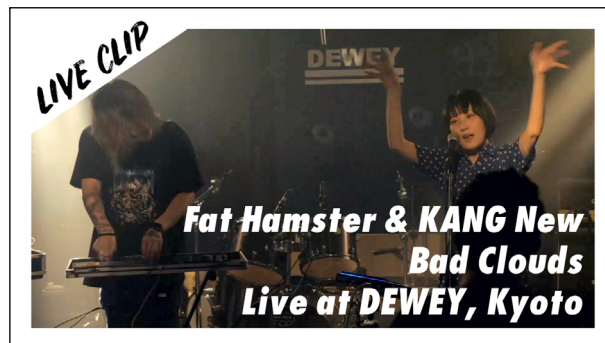 LIVE CLIP
DEWEY
Fat Hamster & KANG New
Bad Clouds
Live at DEWEY, Kyoto